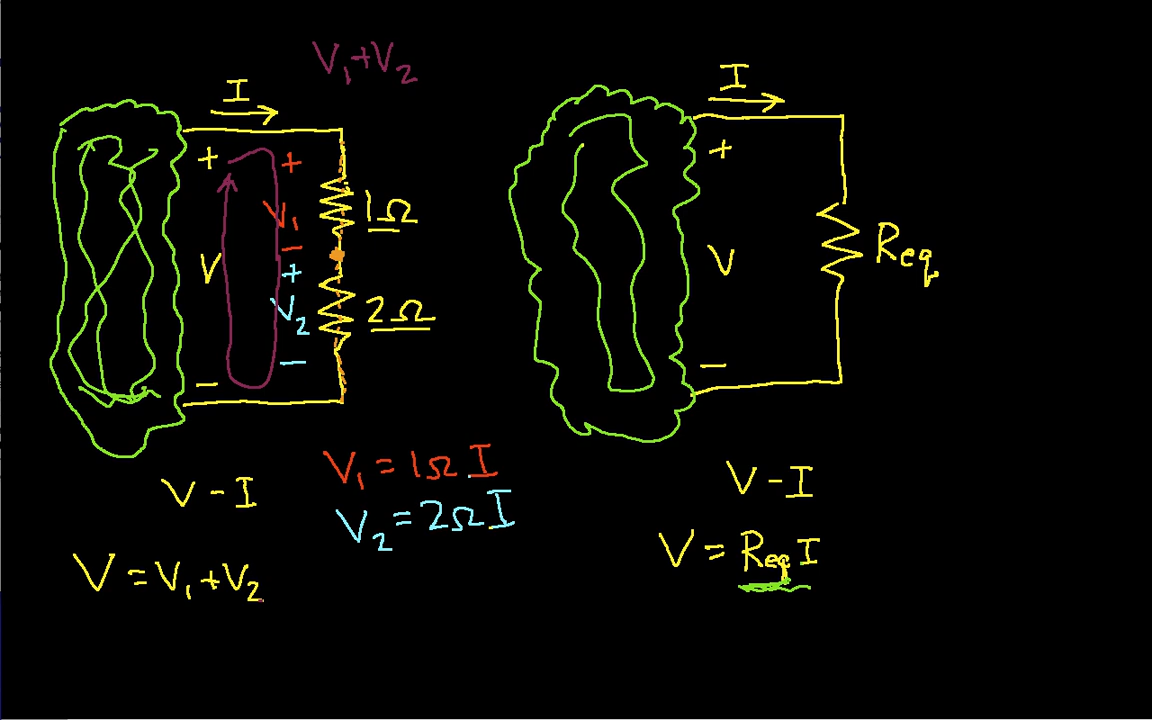 V₁+V₂
I
+ +
V₁
1Ω
−
V
+
V₂
2Ω
− −
I
+
V
Req
−
V - I
V₁ = 1Ω I
V₂ = 2Ω I
V = V₁ + V₂
V - I
V = Req I